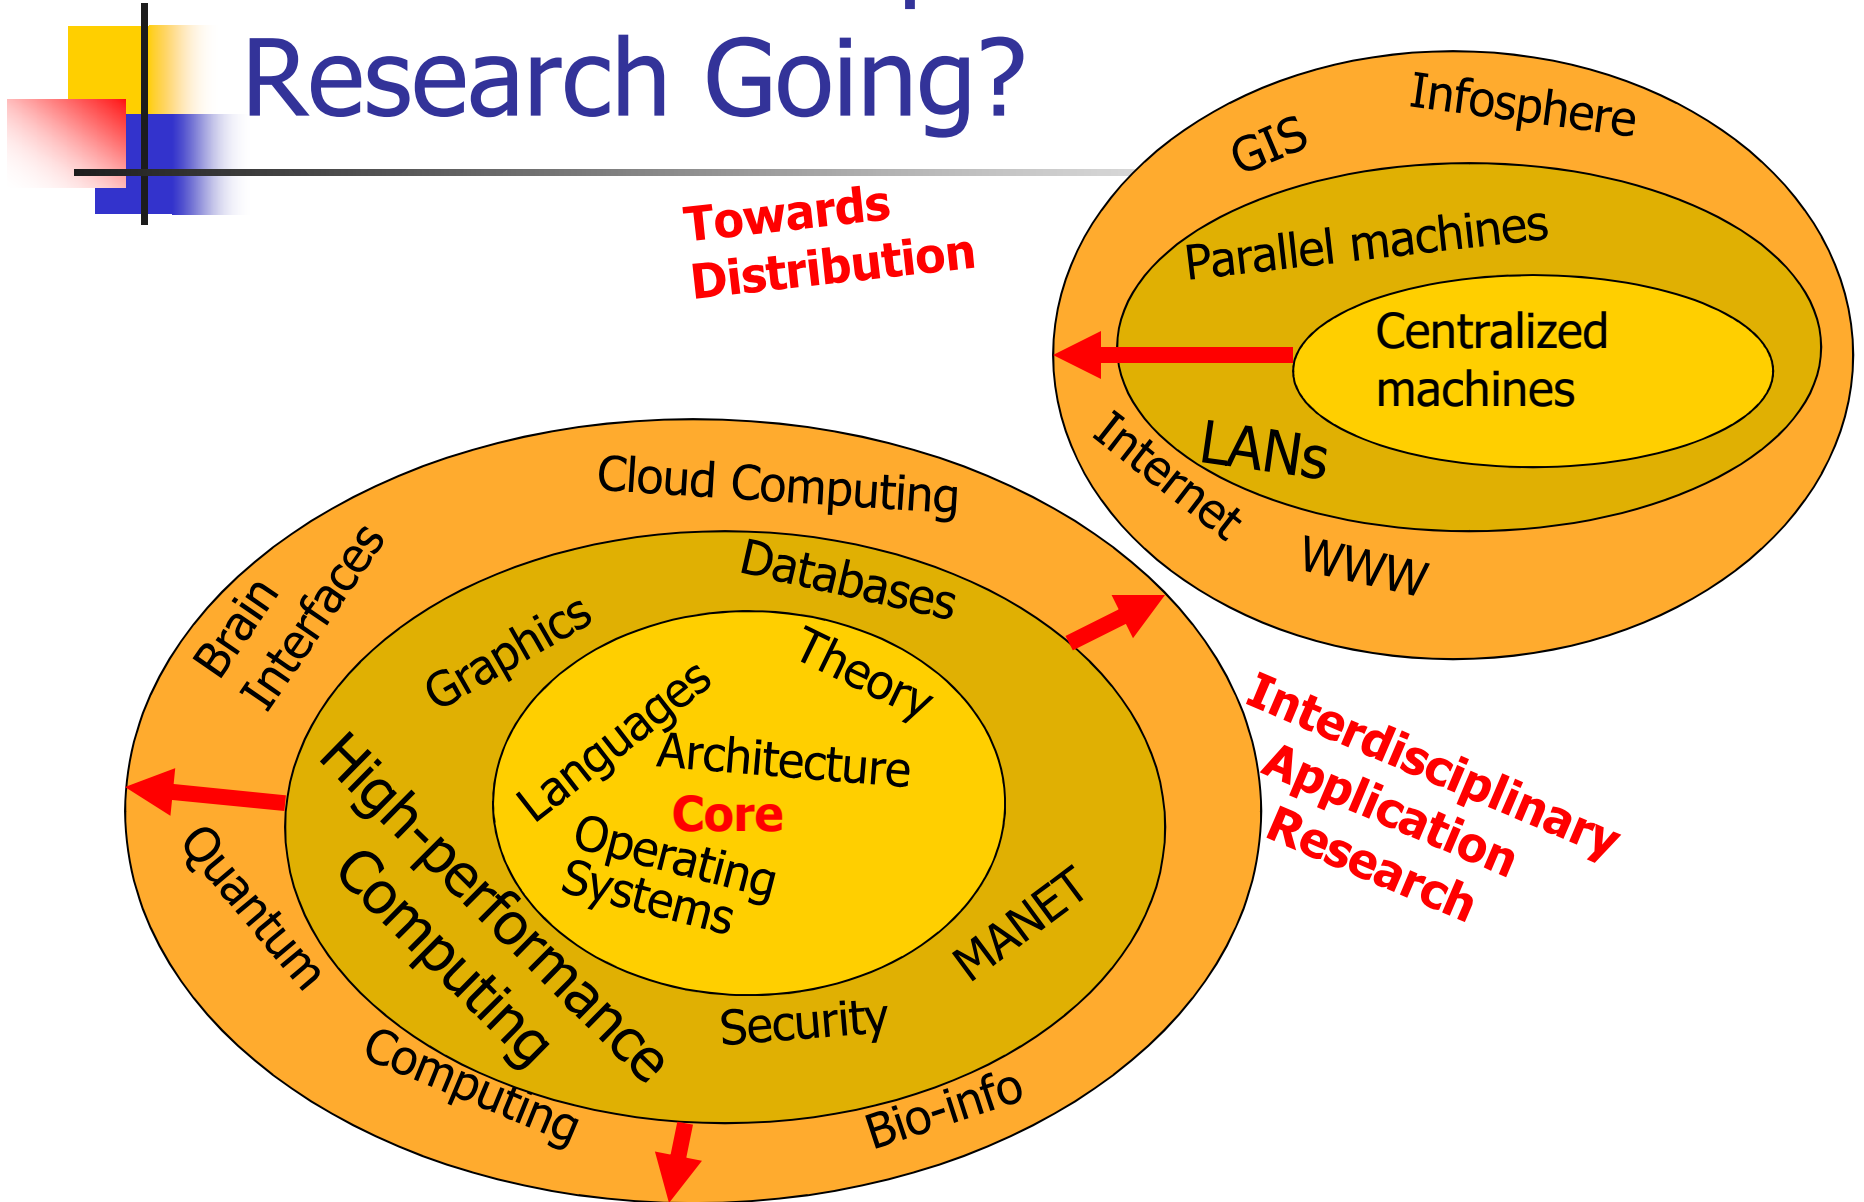 Research Going?
Infosphere
GIS
Towards
Distribution
Parallel machines
Centralized
machines
LANs
Internet
WWW
Cloud Computing
Brain
Interfaces
Databases
Graphics
Theory
Languages
Architecture
Core
Operating
Systems
High-performance
Computing
MANET
Security
Quantum
Computing
Bio-info
Interdisciplinary
Application
Research